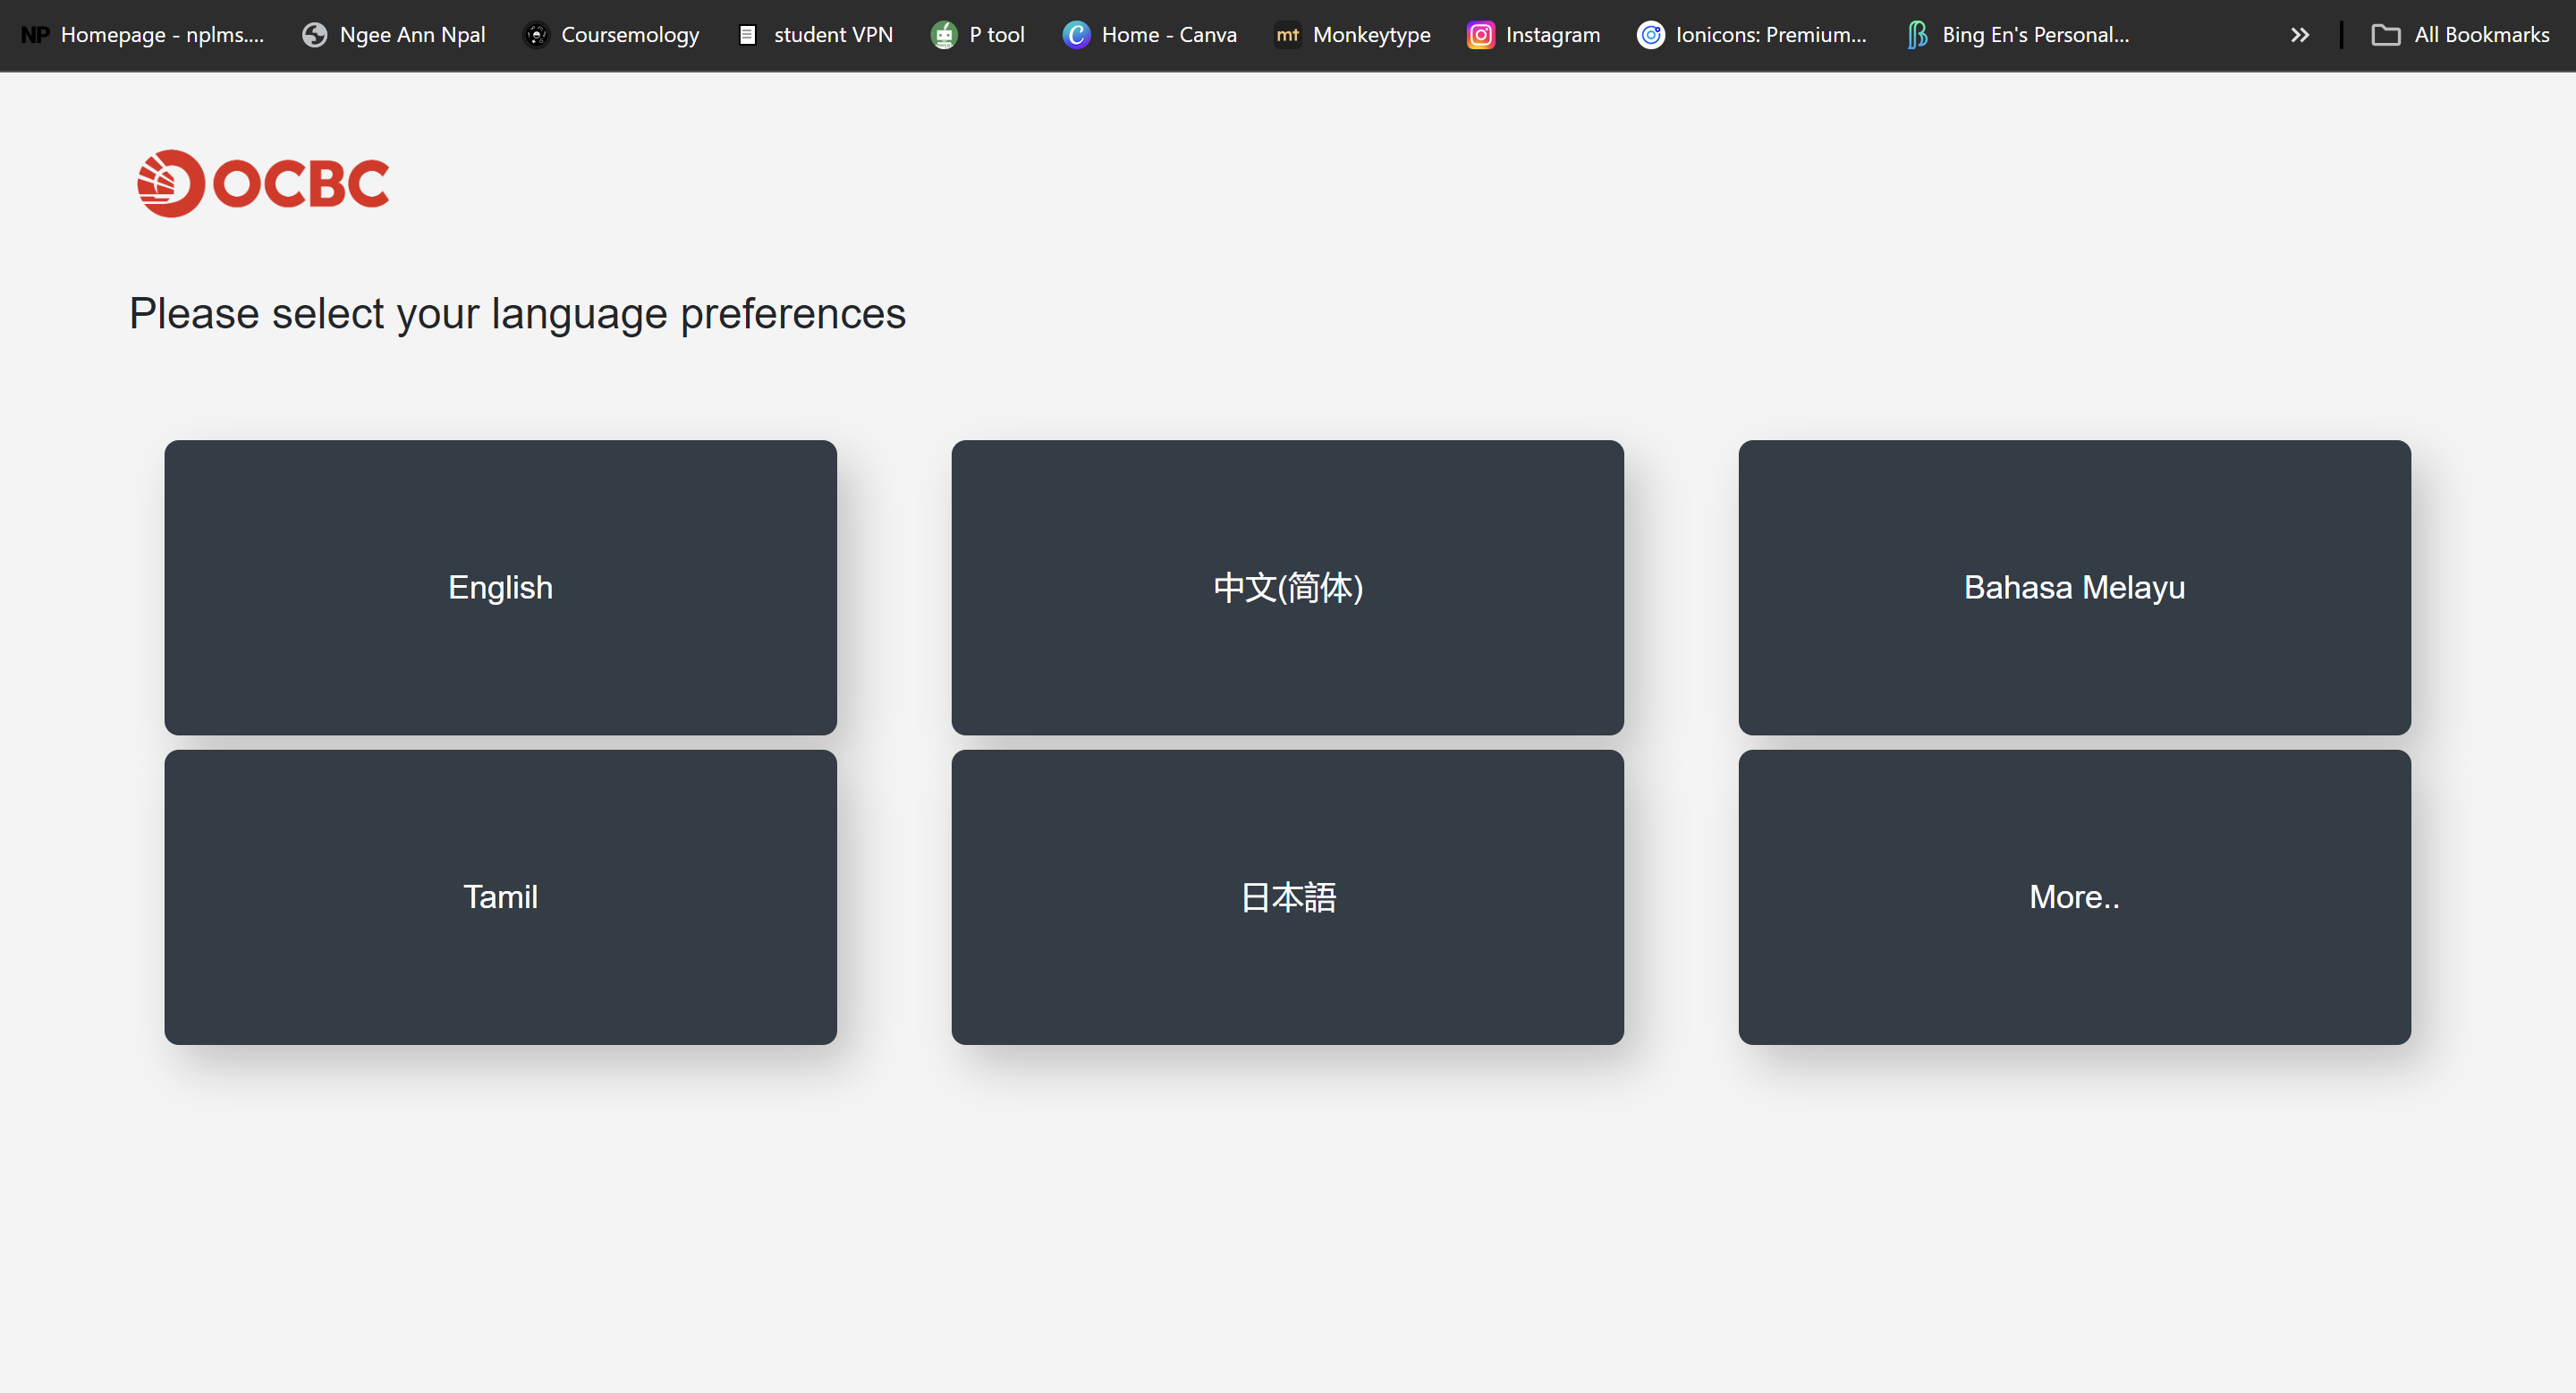 NP Homepage - nplms.... Ngee Ann Npal Coursemology student VPN P tool Home - Canva mt Monkeytype Instagram Ionicons: Premium... Bing En's Personal... All Bookmarks
OCBC
Please select your language preferences
English 中文(简体) Bahasa Melayu
Tamil 日本語 More..